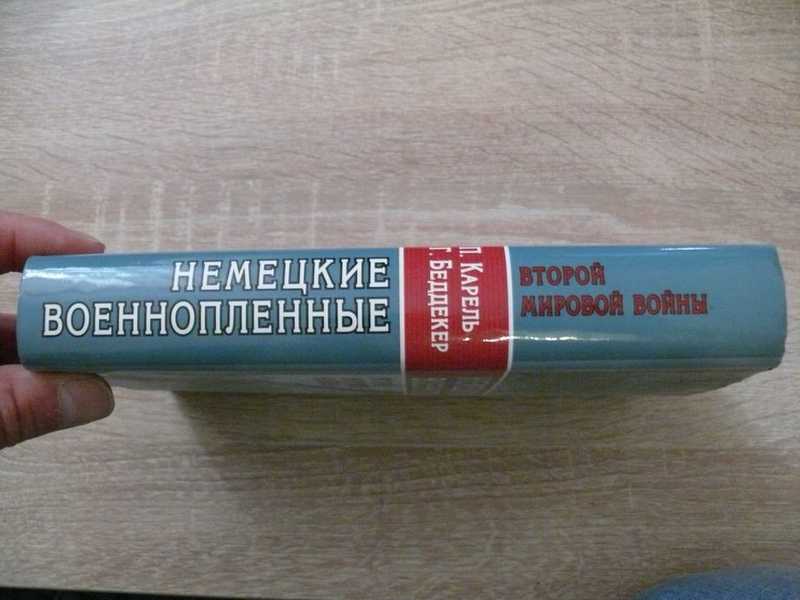 НЕМЕЦКИЕ
ВОЕННОПЛЕННЫЕ
П. КАРЕЛЬ
Г. БЕДДЕКЕР
ВТОРОЙ
МИРОВОЙ ВОЙНЫ